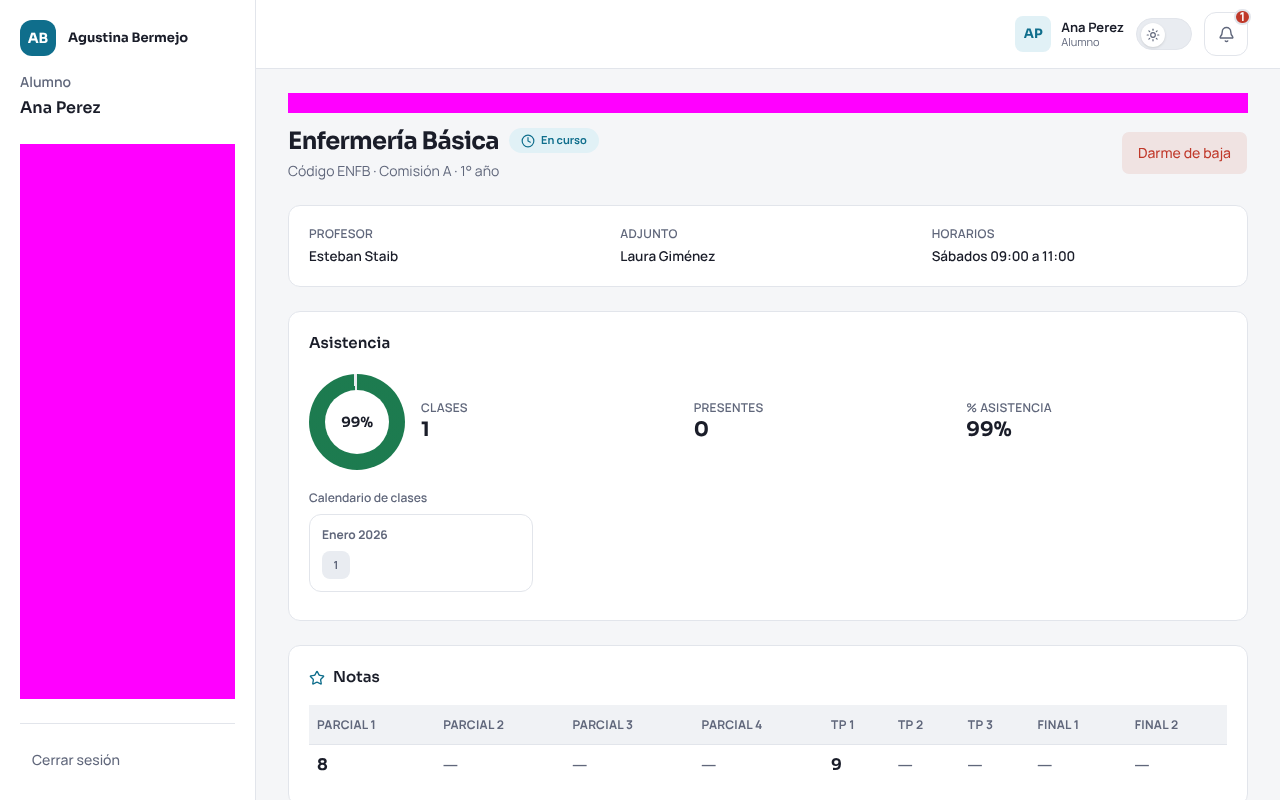 AB Agustina Bermejo
Alumno
Ana Perez
Cerrar sesión
AP Ana Perez
Alumno
1
Enfermería Básica
En curso
Código ENFB · Comisión A · 1° año
Darme de baja
PROFESOR ADJUNTO HORARIOS
Esteban Staib Laura Giménez Sábados 09:00 a 11:00
Asistencia
99%
CLASES PRESENTES % ASISTENCIA
1 0 99%
Calendario de clases
Enero 2026
1
Notas
PARCIAL 1 PARCIAL 2 PARCIAL 3 PARCIAL 4 TP 1 TP 2 TP 3 FINAL 1 FINAL 2
8 — — — 9 — — — —